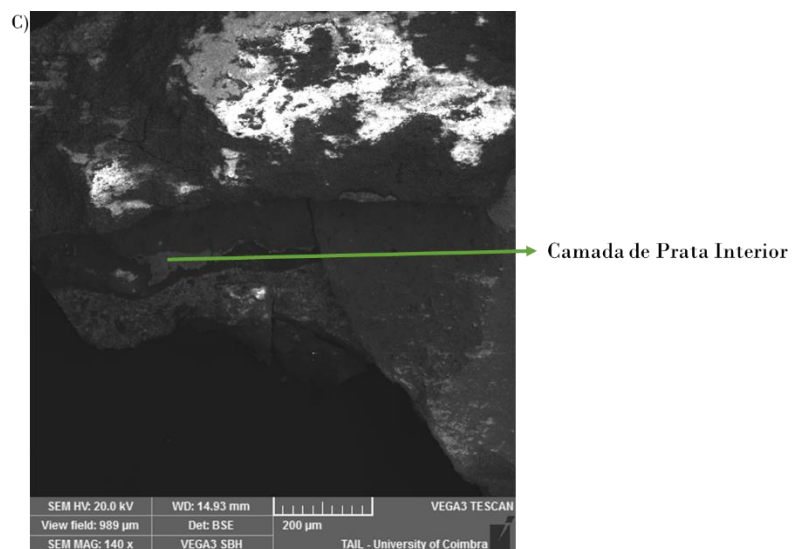 C)
Camada de Prata Interior
SEM HV: 20.0 kV WD: 14.93 mm VEGA3 TESCAN
View field: 989 µm Det: BSE 200 µm
SEM MAG: 140 x VEGA3 SBH TAIL - University of Coimbra